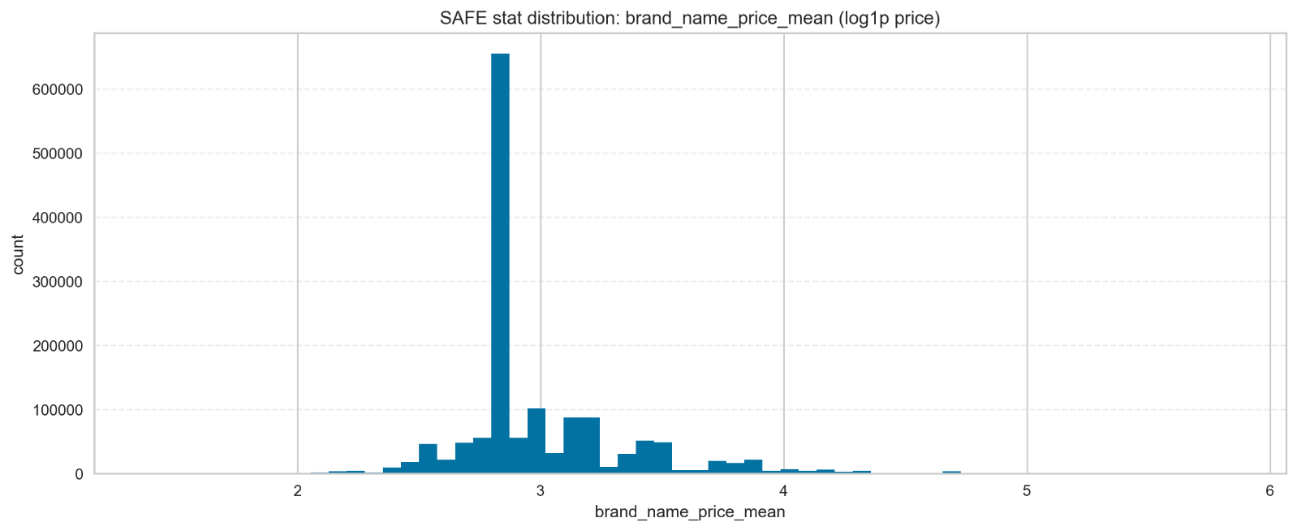 SAFE stat distribution: brand_name_price_mean (log1p price)
600000
500000
400000
300000
200000
100000
0
count
2 3 4 5 6
brand_name_price_mean